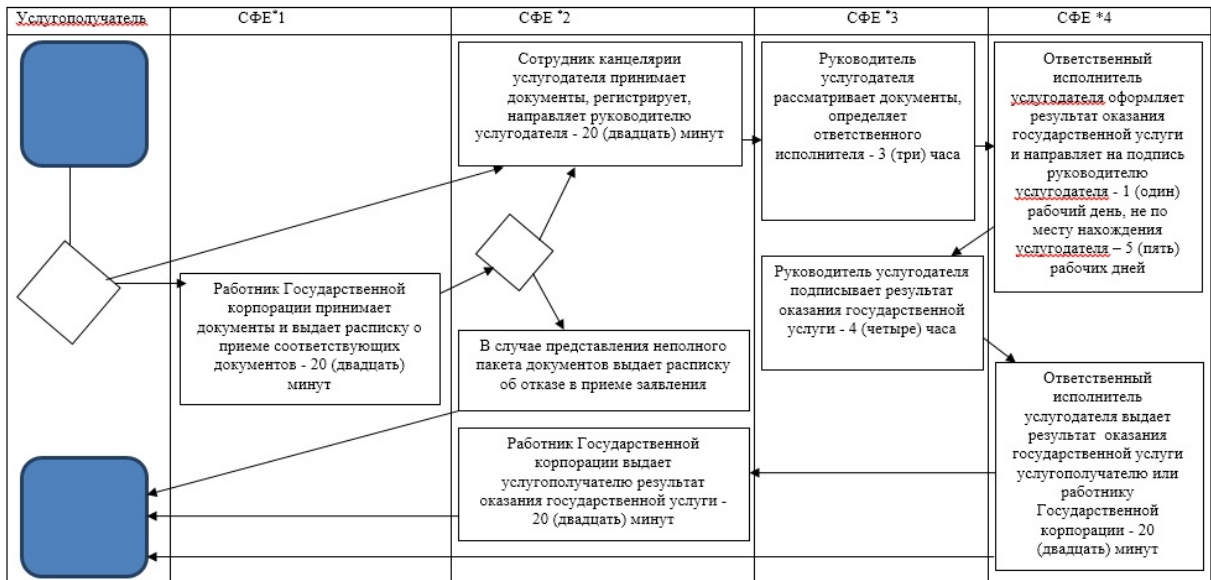 Услугополучатель
СФЕ*1
СФЕ *2
СФЕ *3
СФЕ *4
Сотрудник канцелярии
услугодателя принимает
документы, регистрирует,
направляет руководителю
услугодателя - 20 (двадцать) минут
Руководитель
услугодателя
рассматривает документы,
определяет
ответственного
исполнителя - 3 (три) часа
Ответственный
исполнитель
услугодателя оформляет
результат оказания
государственной услуги
и направляет на подпись
руководителю
услугодателя - 1 (один)
рабочий день, не по
месту нахождения
услугодателя – 5 (пять)
рабочих дней
Работник Государственной
корпорации принимает
документы и выдает расписку о
приеме соответствующих
документов - 20 (двадцать)
минут
Руководитель услугодателя
подписывает результат
оказания государственной
услуги - 4 (четыре) часа
В случае представления неполного
пакета документов выдает расписку
об отказе в приеме заявления
Ответственный
исполнитель
услугодателя выдает
результат оказания
государственной услуги
услугополучателю или
работнику
Государственной
корпорации - 20
(двадцать) минут
Работник Государственной
корпорации выдает
услугополучателю результат
оказания государственной услуги -
20 (двадцать) минут